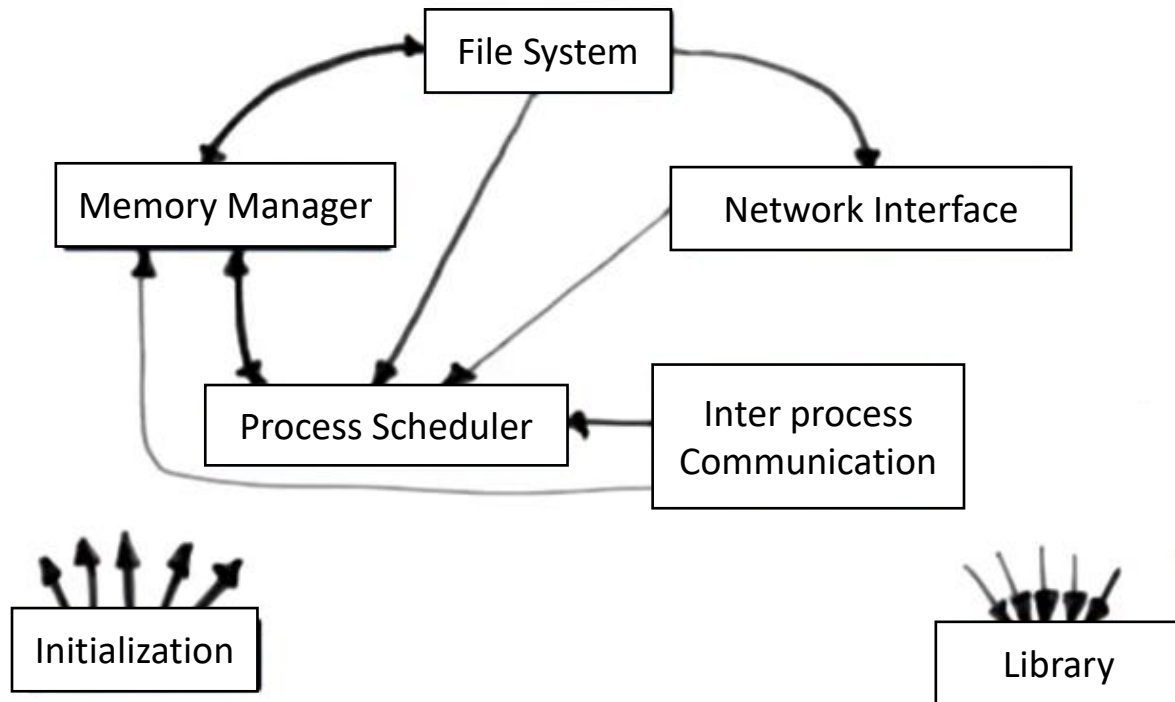 File System
Memory Manager
Network Interface
Process Scheduler
Inter process
Communication
Initialization
Library